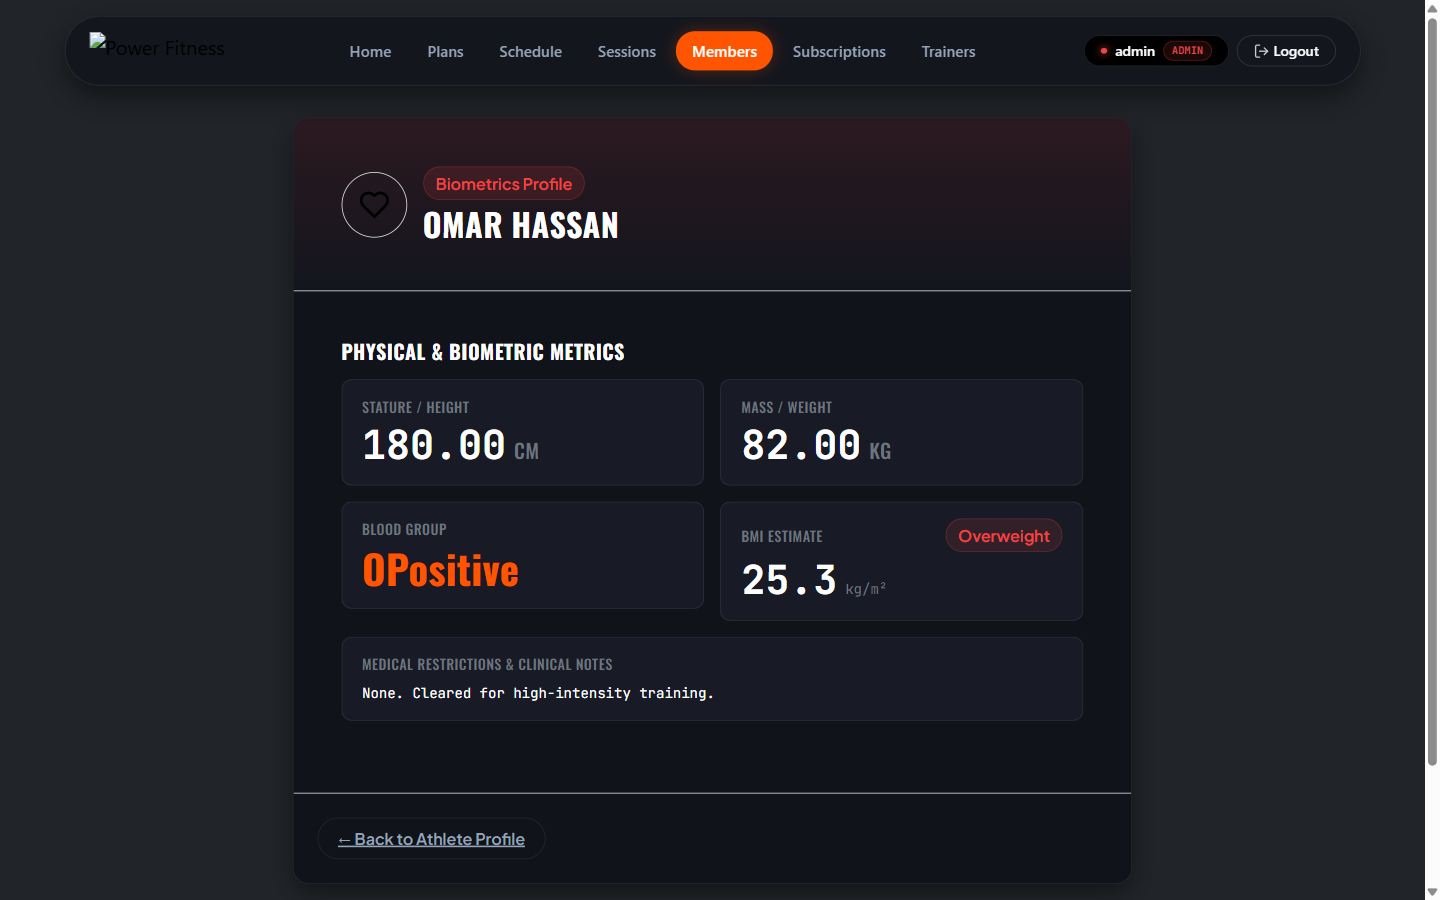 Power Fitness
Home
Plans
Schedule
Sessions
Members
Subscriptions
Trainers
admin ADMIN
Logout
Biometrics Profile
OMAR HASSAN
PHYSICAL & BIOMETRIC METRICS
STATURE / HEIGHT
180.00 CM
MASS / WEIGHT
82.00 KG
BLOOD GROUP
OPositive
BMI ESTIMATE
Overweight
25.3 kg/m²
MEDICAL RESTRICTIONS & CLINICAL NOTES
None. Cleared for high-intensity training.
← Back to Athlete Profile